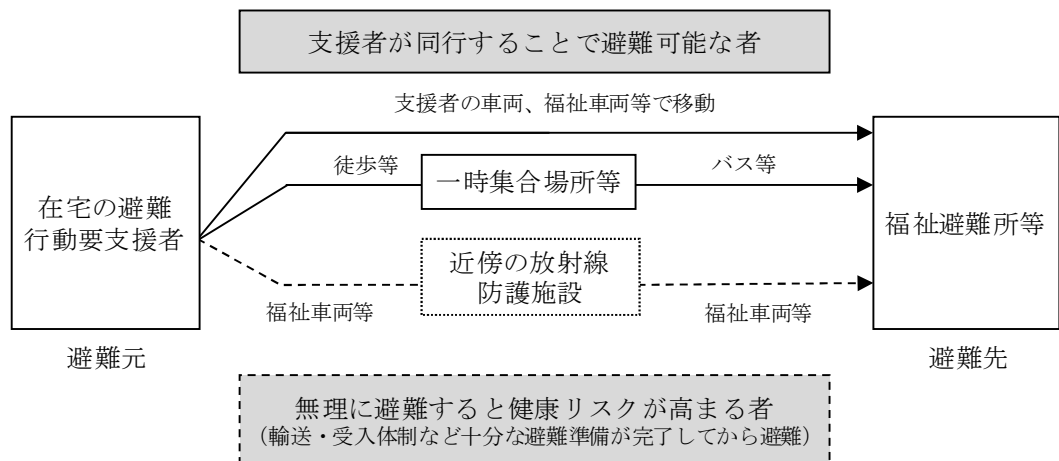 支援者が同行することで避難可能な者
支援者の車両、福祉車両等で移動
徒歩等
一時集合場所等
バス等
在宅の避難
行動要支援者
福祉避難所等
近傍の放射線
防護施設
福祉車両等
福祉車両等
避難元
避難先
無理に避難すると健康リスクが高まる者
（輸送・受入体制など十分な避難準備が完了してから避難）